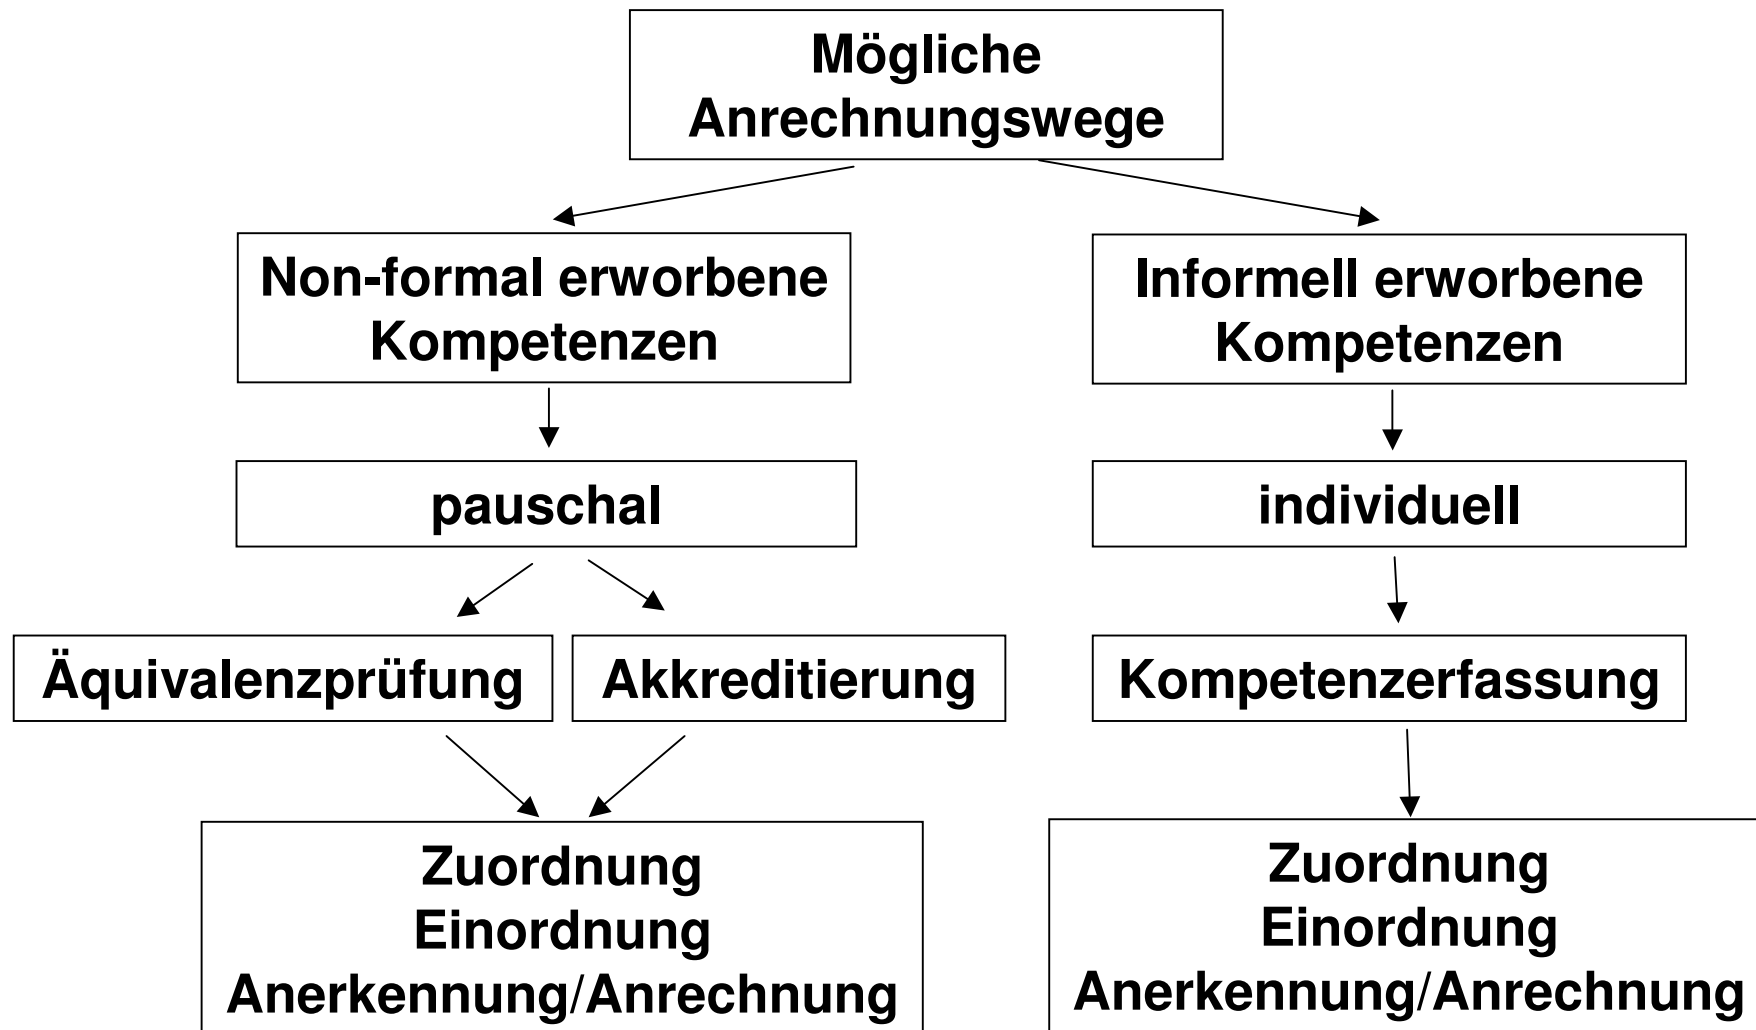 Mögliche
Anrechnungswege
Non-formal erworbene
Kompetenzen
Informell erworbene
Kompetenzen
pauschal
individuell
Äquivalenzprüfung
Akkreditierung
Kompetenzerfassung
Zuordnung
Einordnung
Anerkennung/Anrechnung
Zuordnung
Einordnung
Anerkennung/Anrechnung